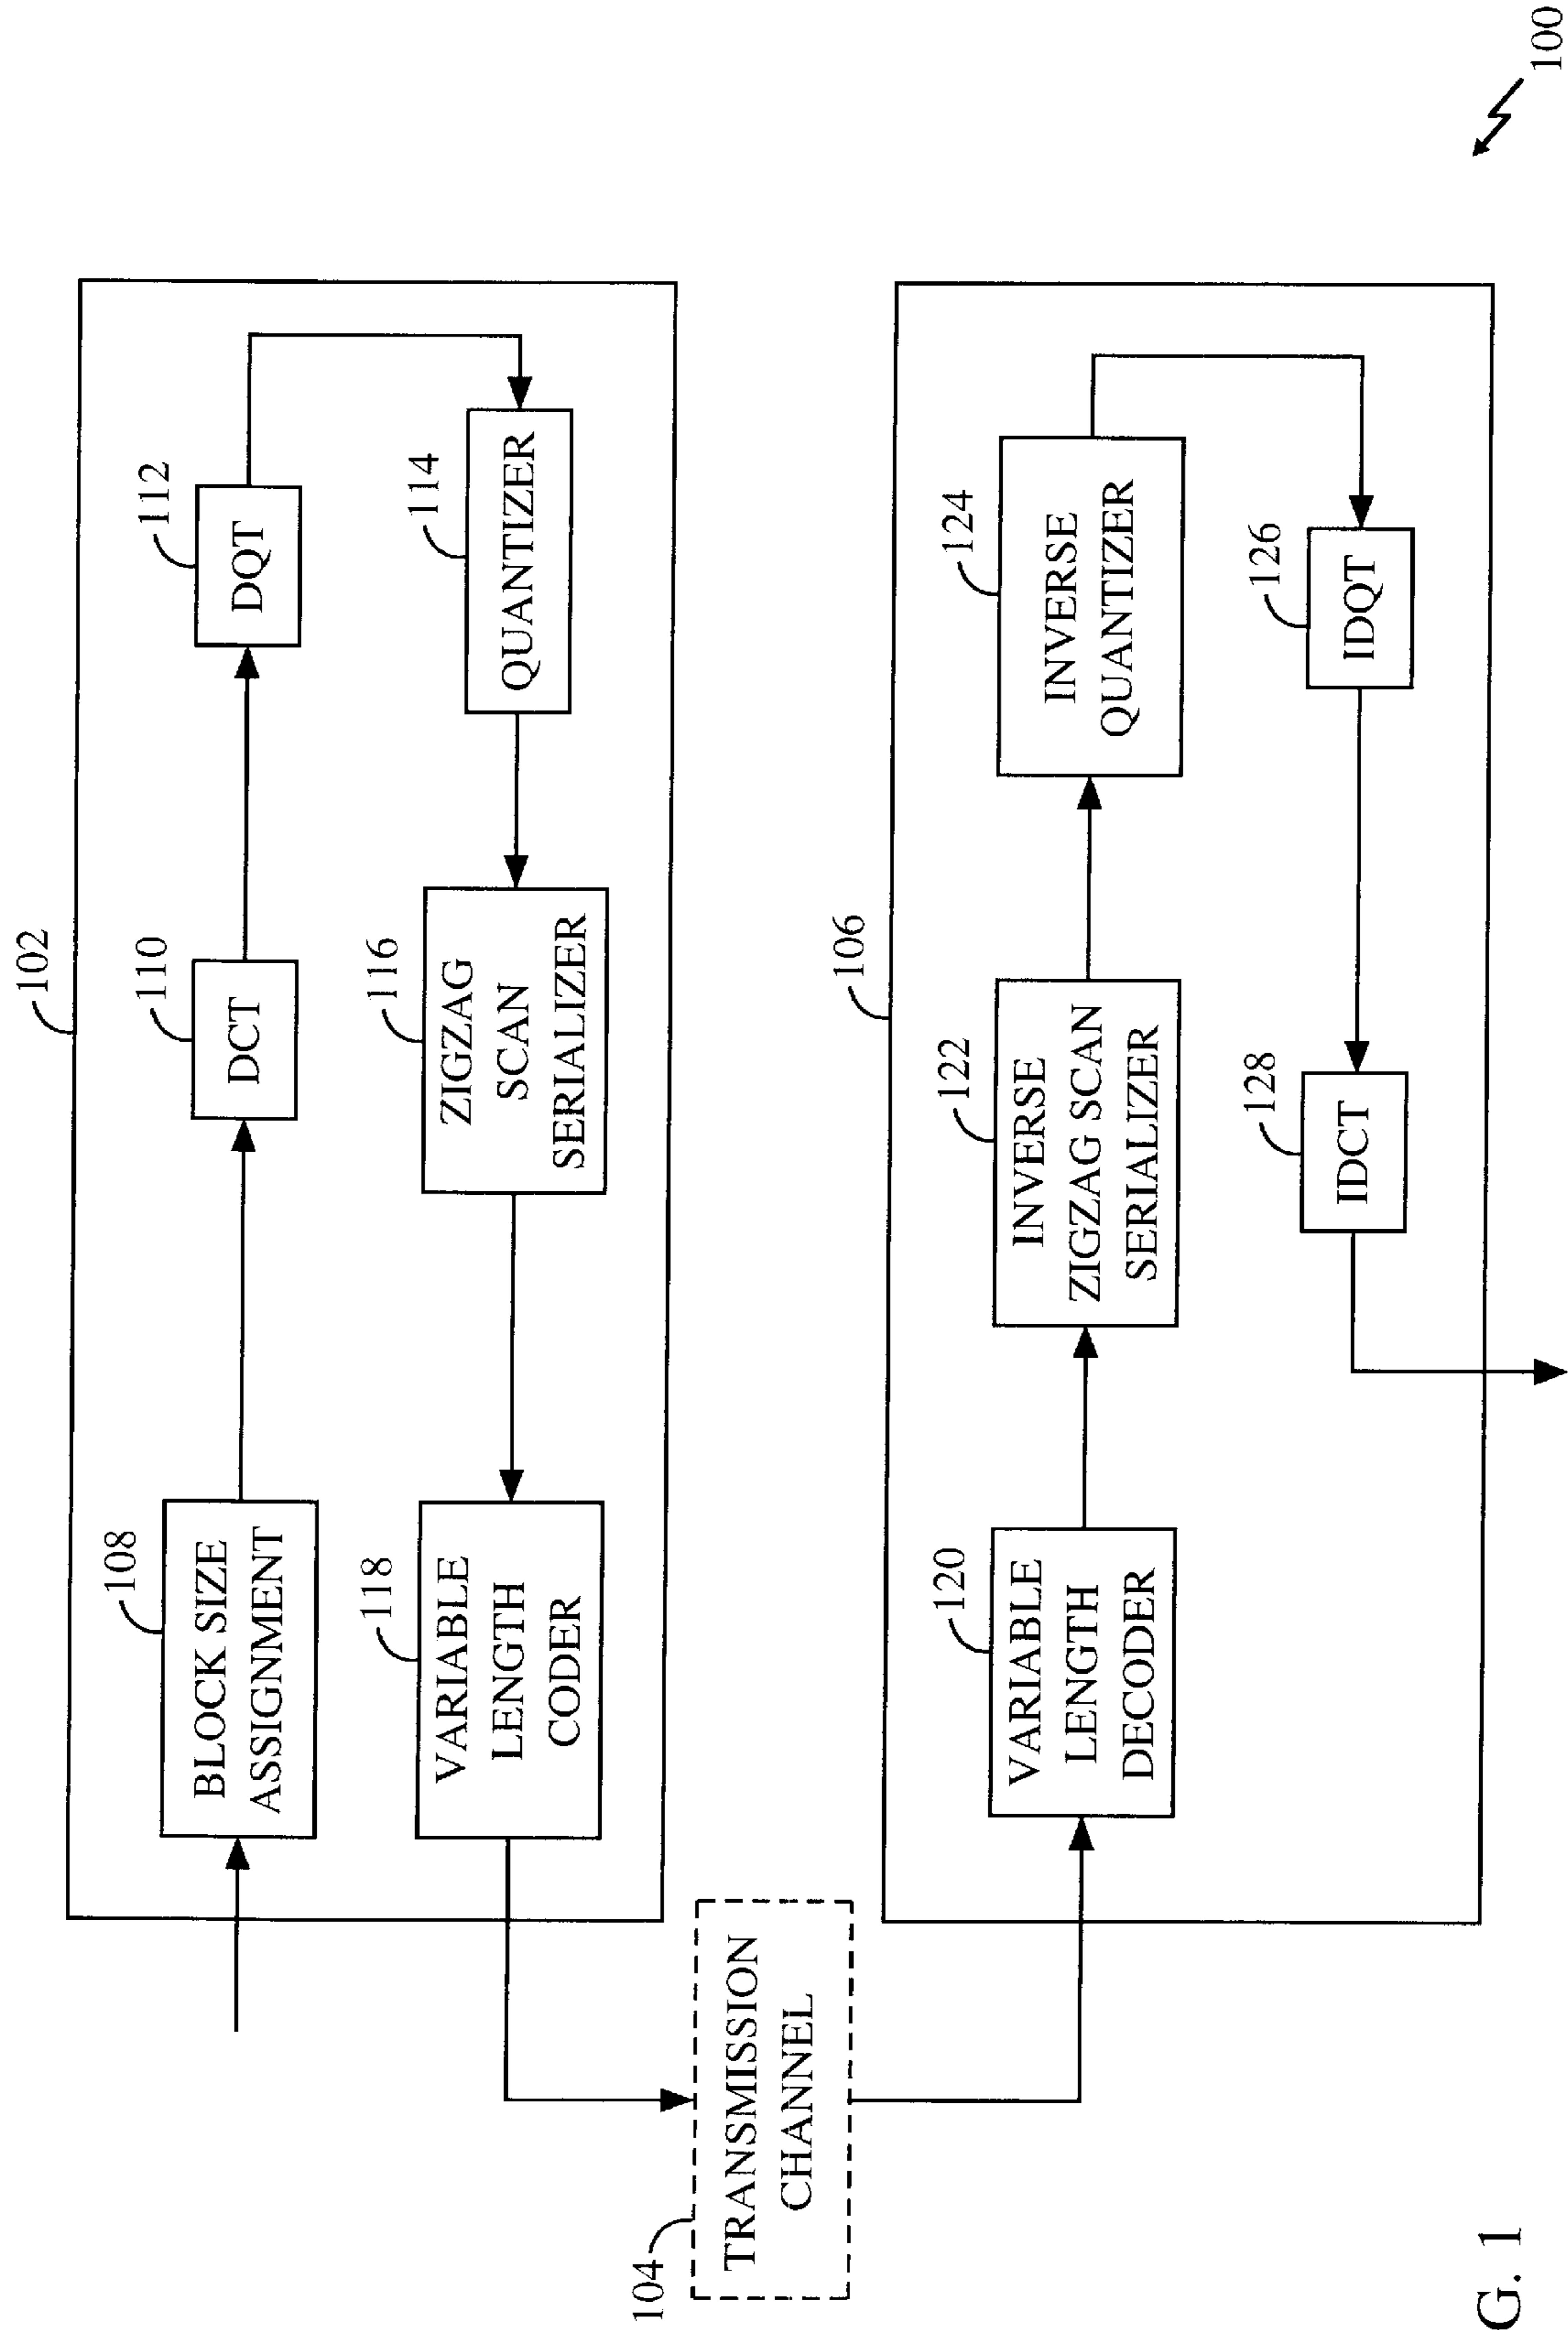 102
108
BLOCK SIZE
ASSIGNMENT
110
DCT
112
DQT
118
VARIABLE
LENGTH
CODER
116
ZIGZAG
SCAN
SERIALIZER
114
QUANTIZER
104
TRANSMISSION
CHANNEL
106
120
VARIABLE
LENGTH
DECODER
122
INVERSE
ZIGZAG SCAN
SERIALIZER
124
INVERSE
QUANTIZER
128
IDCT
126
IDQT
G. 1
100